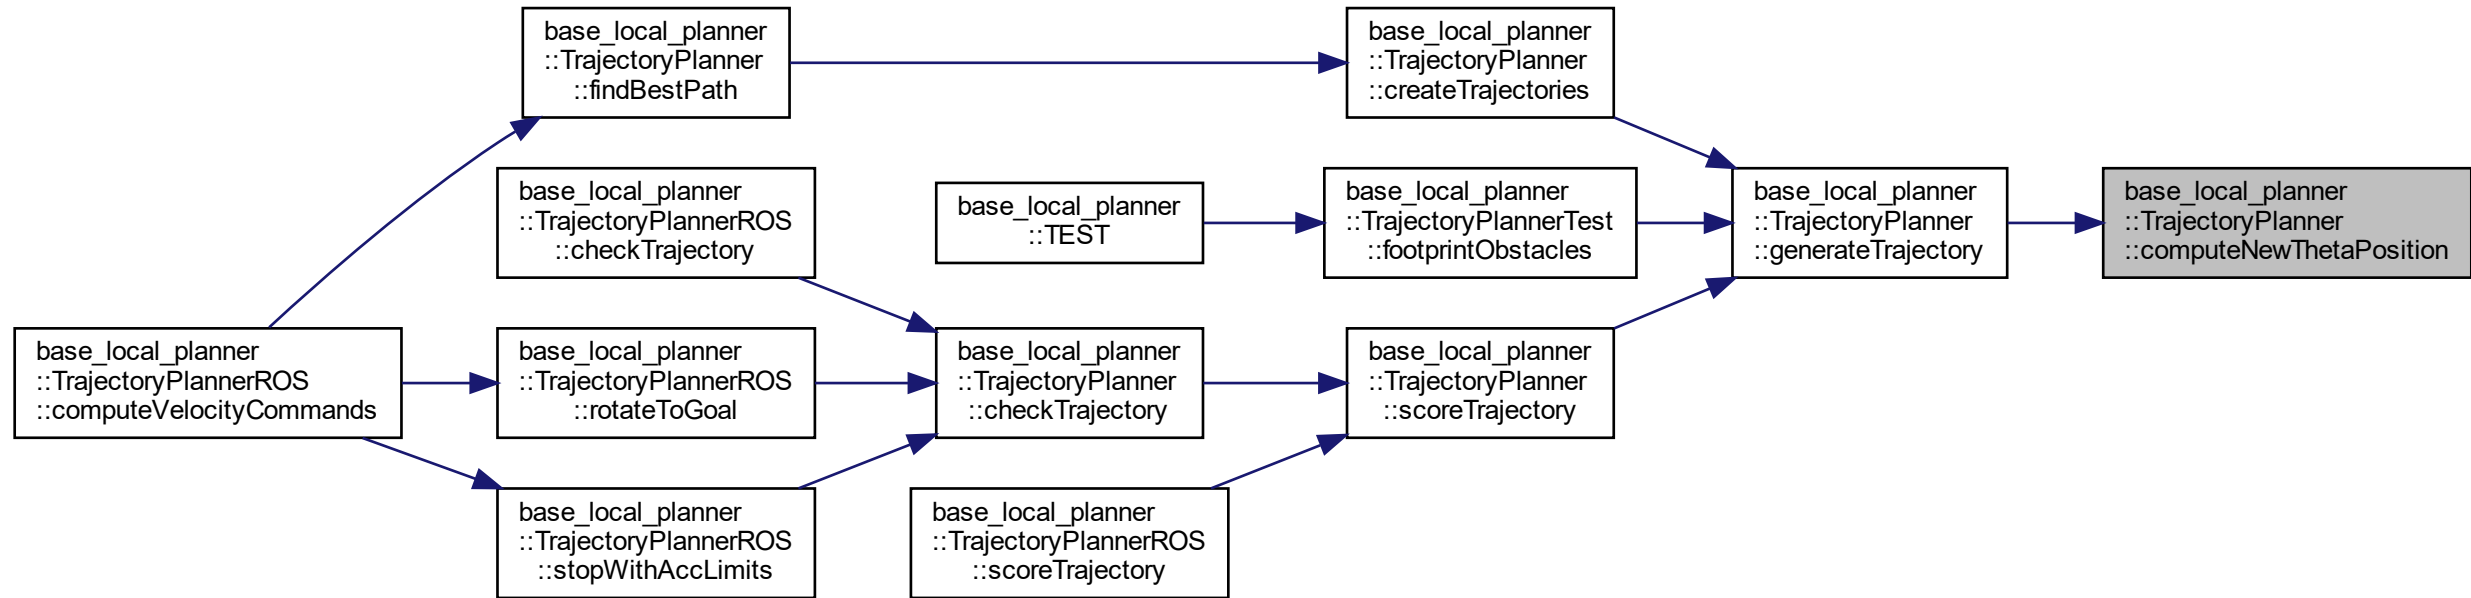 base_local_planner
::TrajectoryPlanner
::findBestPath
base_local_planner
::TrajectoryPlanner
::createTrajectories
base_local_planner
::TrajectoryPlannerROS
::checkTrajectory
base_local_planner
::TEST
base_local_planner
::TrajectoryPlannerTest
::footprintObstacles
base_local_planner
::TrajectoryPlanner
::generateTrajectory
base_local_planner
::TrajectoryPlanner
::computeNewThetaPosition
base_local_planner
::TrajectoryPlannerROS
::computeVelocityCommands
base_local_planner
::TrajectoryPlannerROS
::rotateToGoal
base_local_planner
::TrajectoryPlanner
::checkTrajectory
base_local_planner
::TrajectoryPlanner
::scoreTrajectory
base_local_planner
::TrajectoryPlannerROS
::stopWithAccLimits
base_local_planner
::TrajectoryPlannerROS
::scoreTrajectory